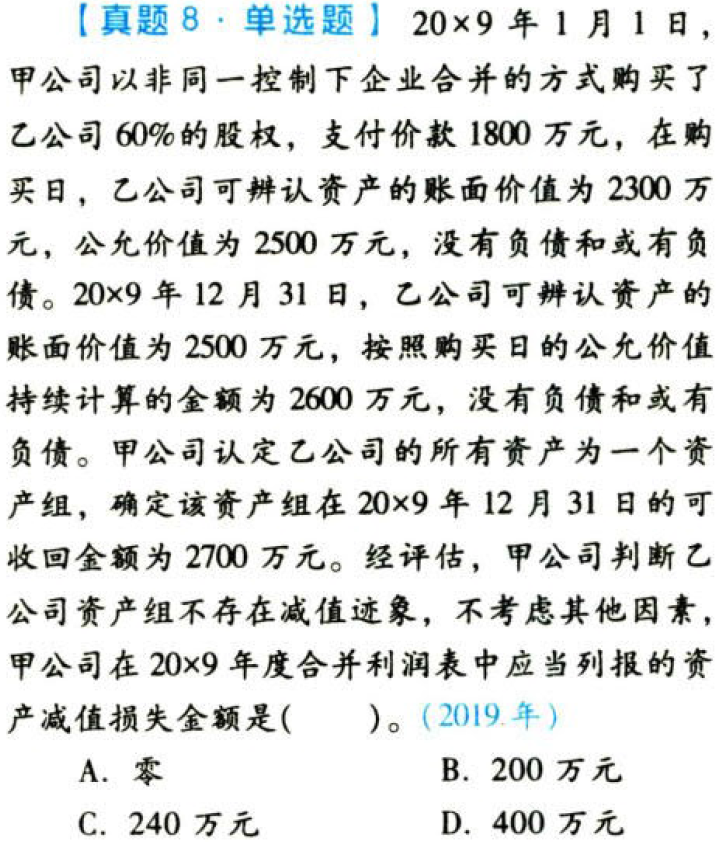 【真题 8 · 单选题】 20×9 年 1 月 1 日，
甲公司以非同一控制下企业合并的方式购买了
乙公司 60%的股权，支付价款 1800 万元，在购
买日，乙公司可辨认资产的账面价值为 2300 万
元，公允价值为 2500 万元，没有负债和或有负
债。20×9 年 12 月 31 日，乙公司可辨认资产的
账面价值为 2500 万元，按照购买日的公允价值
持续计算的金额为 2600 万元，没有负债和或有
负债。甲公司认定乙公司的所有资产为一个资
产组，确定该资产组在 20×9 年 12 月 31 日的可
收回金额为 2700 万元。经评估，甲公司判断乙
公司资产组不存在减值迹象，不考虑其他因素，
甲公司在 20×9 年度合并利润表中应当列报的资
产减值损失金额是(　　)。(2019.年)
A. 零　　B. 200 万元
C. 240 万元　　D. 400 万元